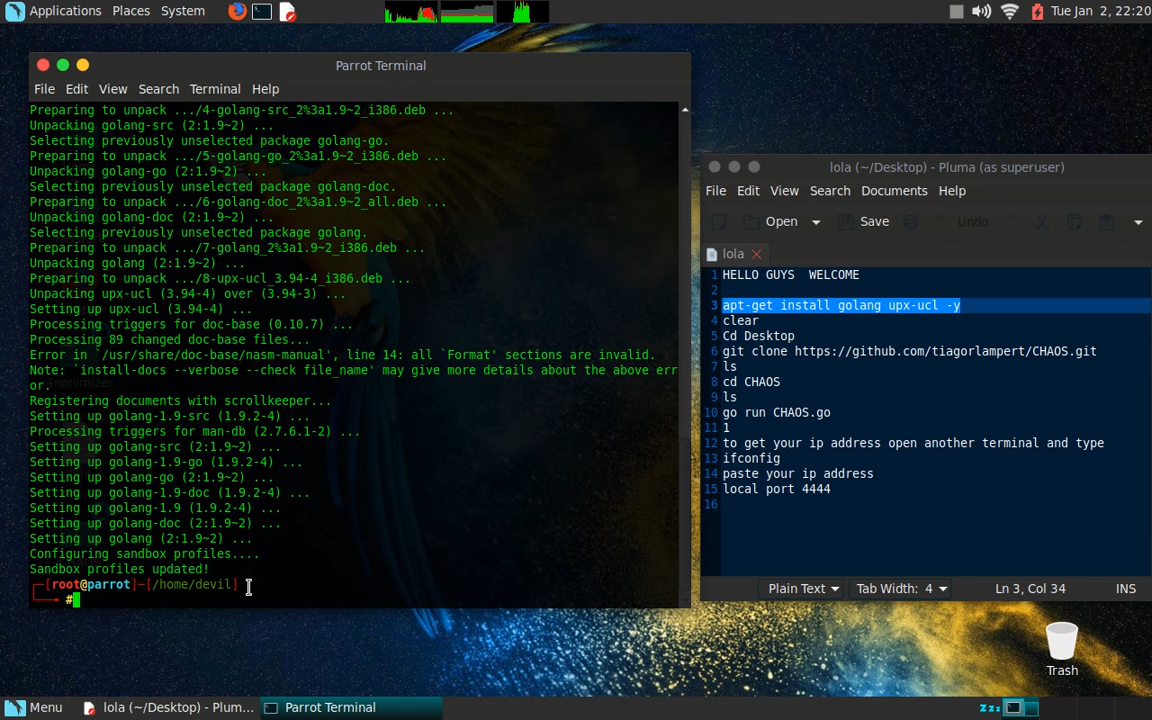 Applications Places System
Tue Jan 2, 22:20
Parrot Terminal
File Edit View Search Terminal Help
Preparing to unpack .../4-golang-src_2%3a1.9~2_i386.deb ...
Unpacking golang-src (2:1.9~2) ...
Selecting previously unselected package golang-go.
Preparing to unpack .../5-golang-go_2%3a1.9~2_i386.deb ...
Unpacking golang-go (2:1.9~2) ...
Selecting previously unselected package golang-doc.
Preparing to unpack .../6-golang-doc_2%3a1.9~2_all.deb ...
Unpacking golang-doc (2:1.9~2) ...
Selecting previously unselected package golang.
Preparing to unpack .../7-golang_2%3a1.9~2_i386.deb ...
Unpacking golang (2:1.9~2) ...
Preparing to unpack .../8-upx-ucl_3.94-4_i386.deb ...
Unpacking upx-ucl (3.94-4) over (3.94-3) ...
Setting up upx-ucl (3.94-4) ...
Processing triggers for doc-base (0.10.7) ...
Processing 89 changed doc-base files...
Error in `/usr/share/doc-base/nasm-manual', line 14: all `Format' sections are invalid.
Note: `install-docs --verbose --check file_name' may give more details about the above err
or.
Registering documents with scrollkeeper...
Setting up golang-1.9-src (1.9.2-4) ...
Processing triggers for man-db (2.7.6.1-2) ...
Setting up golang-src (2:1.9~2) ...
Setting up golang-1.9-go (1.9.2-4) ...
Setting up golang-go (2:1.9~2) ...
Setting up golang-1.9-doc (1.9.2-4) ...
Setting up golang-1.9 (1.9.2-4) ...
Setting up golang-doc (2:1.9~2) ...
Setting up golang (2:1.9~2) ...
Configuring sandbox profiles....
Sandbox profiles updated!
┌─[root@parrot]─[/home/devil]
└──╼ #
lola (~/Desktop) - Pluma (as superuser)
File Edit View Search Documents Help
Open Save Undo
lola
1 HELLO GUYS  WELCOME
2
3 apt-get install golang upx-ucl -y
4 clear
5 Cd Desktop
6 git clone https://github.com/tiagorlampert/CHAOS.git
7 ls
8 cd CHAOS
9 ls
10 go run CHAOS.go
11 1
12 to get your ip address open another terminal and type
13 ifconfig
14 paste your ip address
15 local port 4444
16
Plain Text Tab Width: 4 Ln 3, Col 34 INS
Trash
Menu lola (~/Desktop) - Plum... Parrot Terminal
zzz